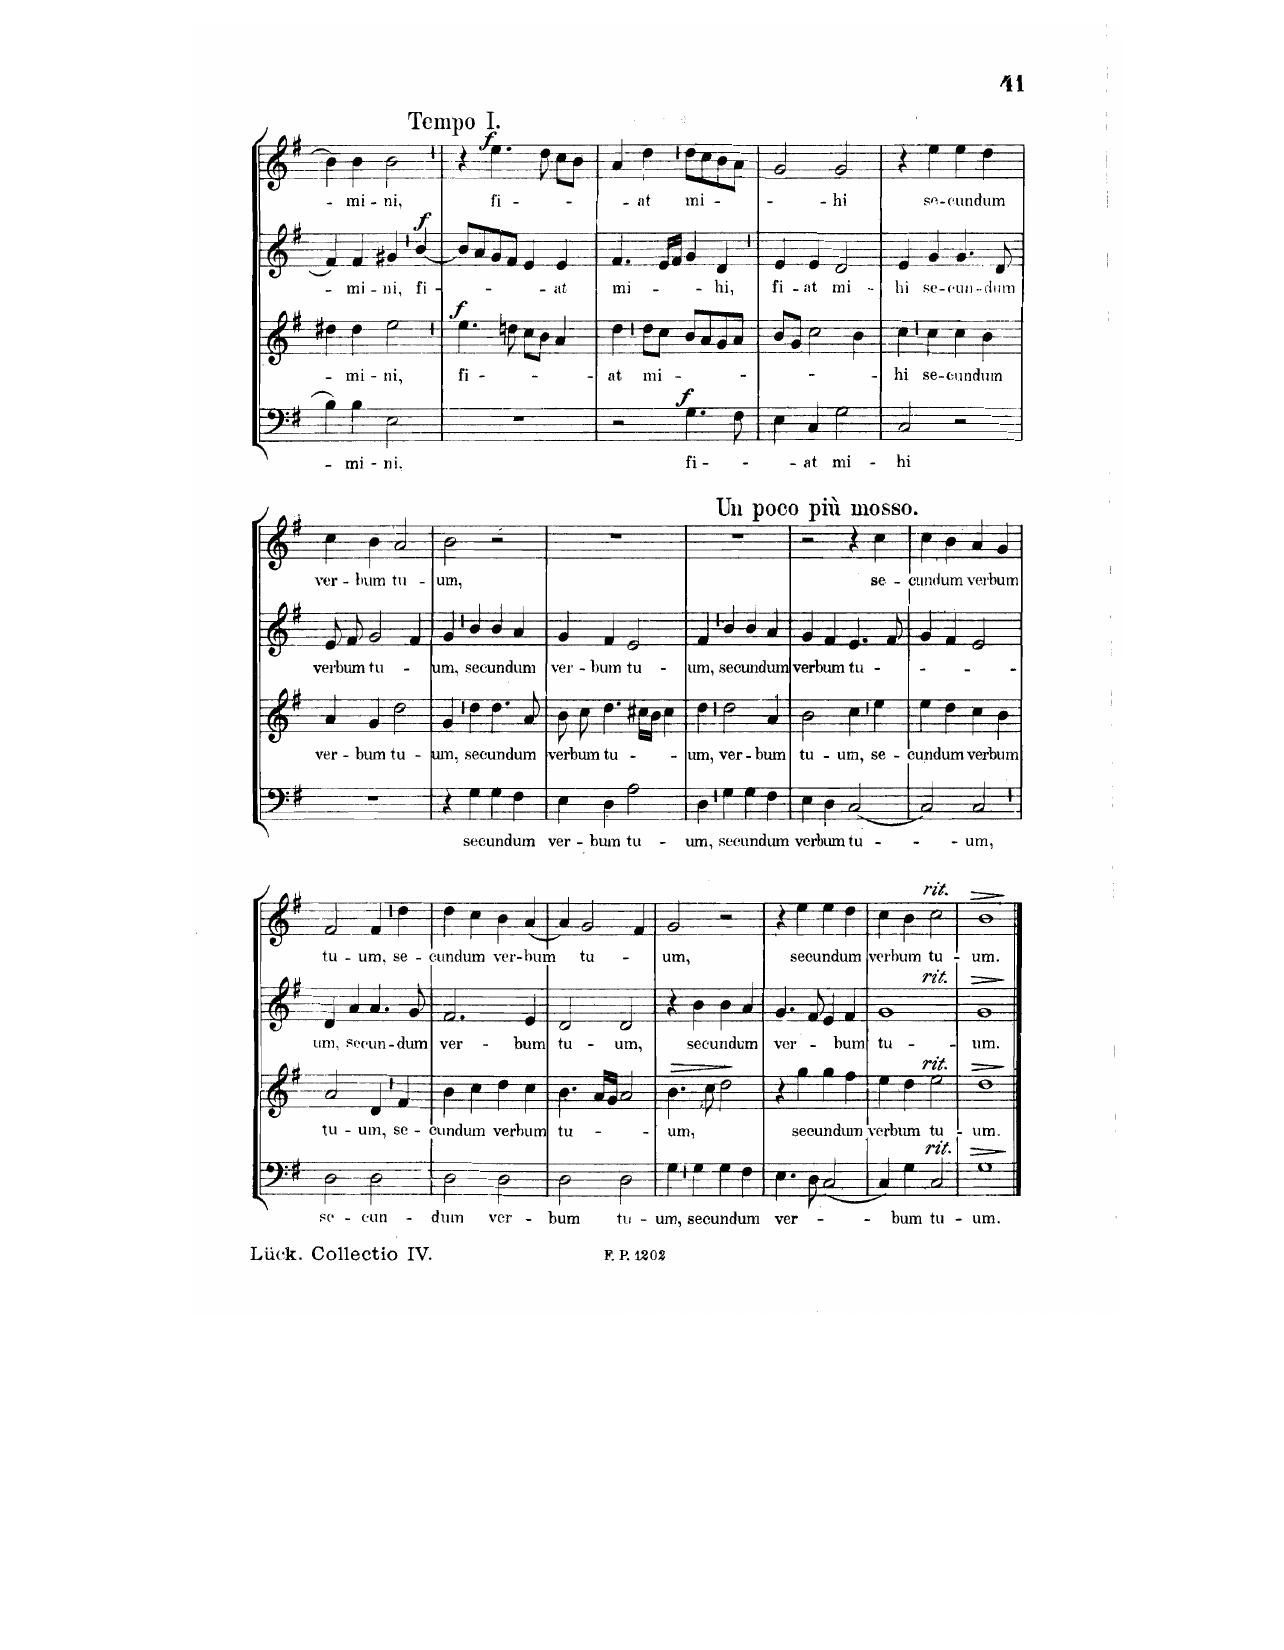 41
Tempo I.
f
- mi - ni, fi - - - - at mi - - - hi se-cundum
f
- mi - ni, fi - - - at mi - - hi, fi - at mi - hi se-cun-dum
f
- mi - ni, fi - - - at mi - - - - - hi se-cundum
f
- mi - ni, fi - - - at mi - hi
Un poco più mosso.
ver - bum tu - um, se - cundum verbum
verbum tu - um, secundum ver - bum tu - um, secundum verbum tu - - - - -
ver - bum tu - um, secundum verbum tu - - um, ver - bum tu - um, se - cundum verbum
secundum ver - bum tu - um, secundum verbum tu - - - um,
rit.
tu - um, se - cundum ver-bum tu - um, secundum verbum tu - um.
rit.
um, secun-dum ver - bum tu - um, secundum ver - bum tu - - um.
rit.
tu - um, se - cundum verbum tu - - um, secundum verbum tu - um.
rit.
se - cun - dum ver - bum tu - um, secundum ver - - - bum tu - um.
Lück. Collectio IV. F. P. 1202